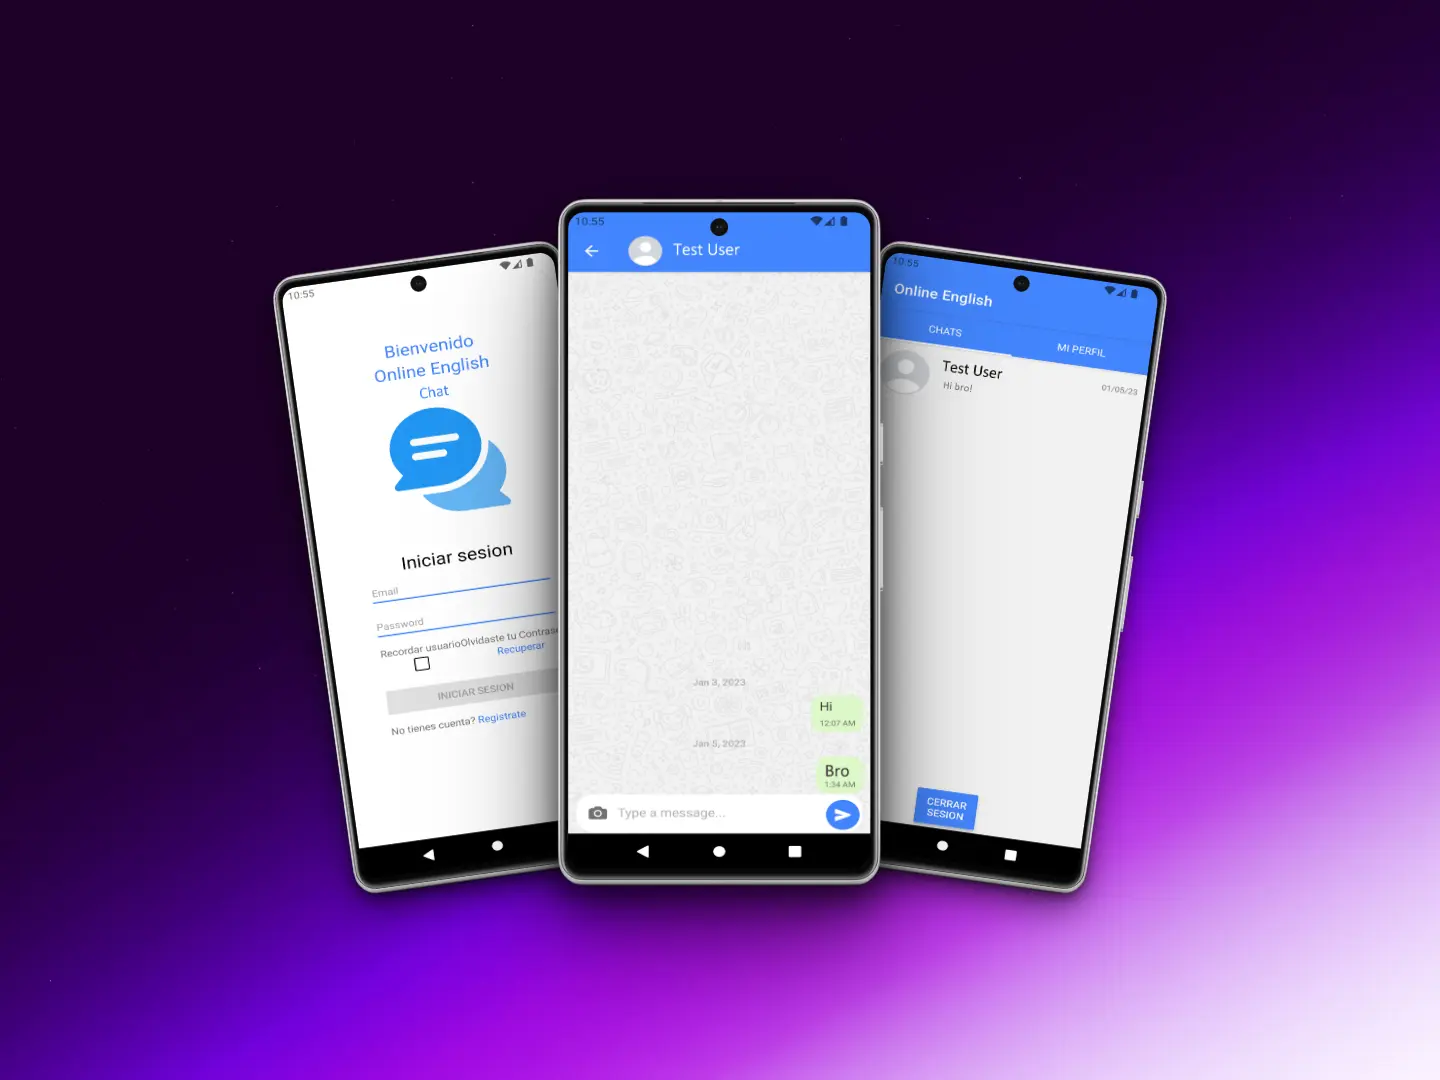 10:55
Bienvenido
Online English
Chat
Iniciar sesion
Email
Password
Recordar usuarioOlvidaste tu Contrase
Recuperar
INICIAR SESION
No tienes cuenta? Registrate
10:55
Test User
Jan 3, 2023
Hi
12:07 AM
Jan 5, 2023
Bro
1:34 AM
Type a message...
10:55
Online English
CHATS
MI PERFIL
Test User
Hi bro!
01/05/23
CERRAR
SESION